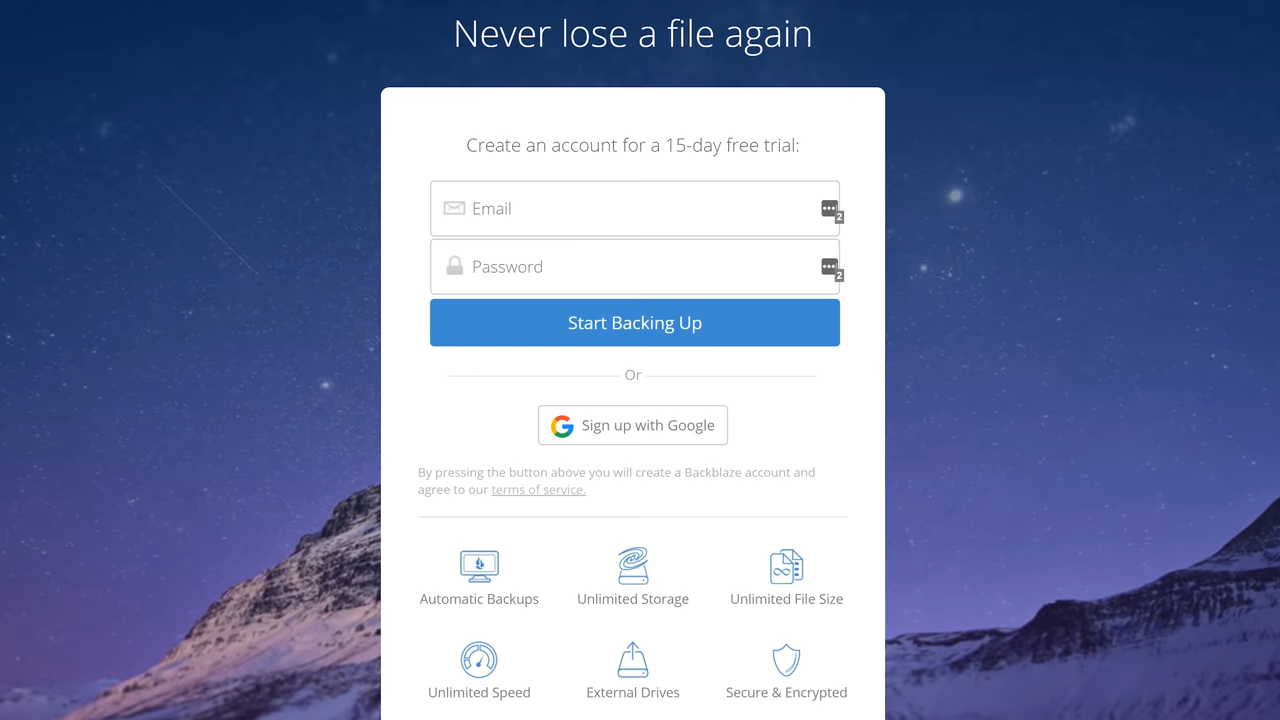 Never lose a file again
Create an account for a 15-day free trial:
Email
2
Password
2
Start Backing Up
Or
Sign up with Google
By pressing the button above you will create a Backblaze account and
agree to our terms of service.
Automatic Backups
Unlimited Storage
Unlimited File Size
Unlimited Speed
External Drives
Secure & Encrypted